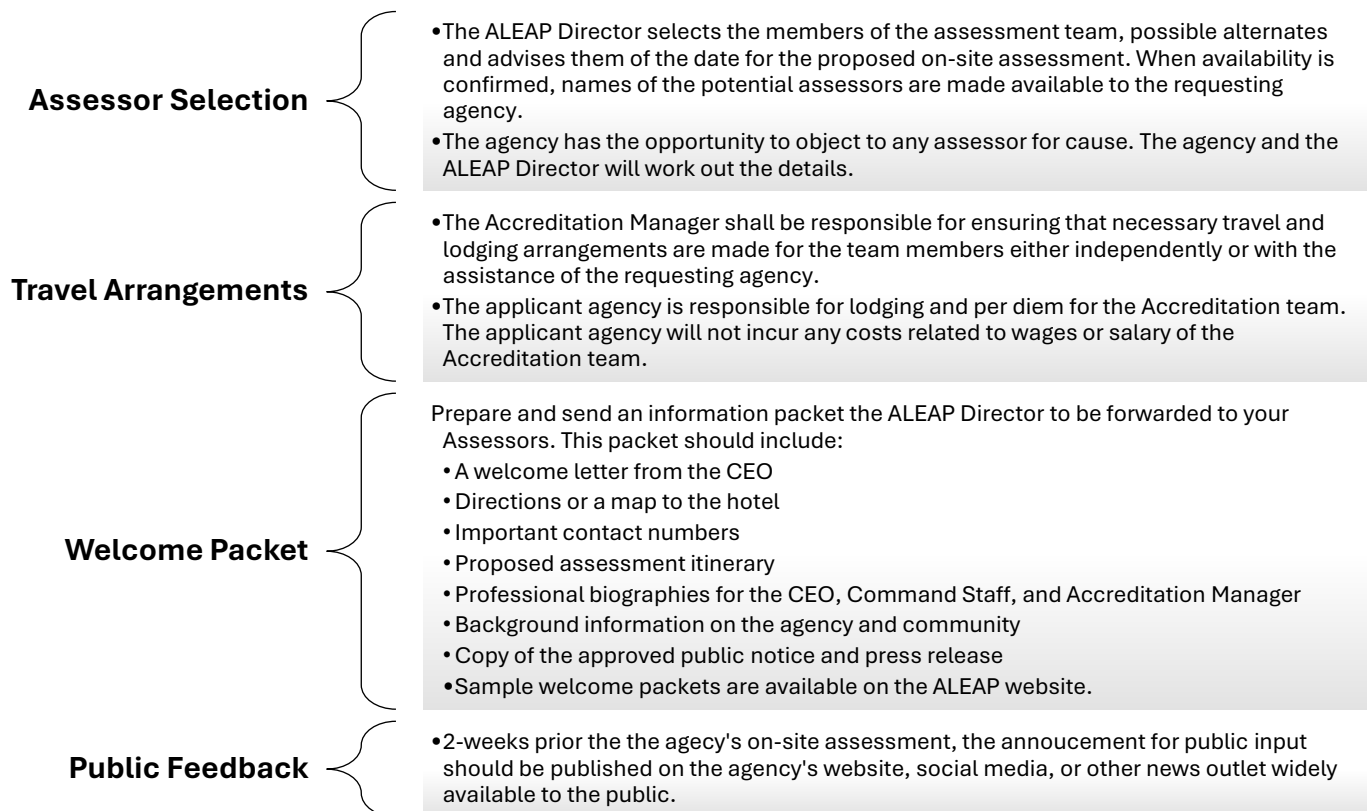 Assessor Selection
•The ALEAP Director selects the members of the assessment team, possible alternates
and advises them of the date for the proposed on-site assessment. When availability is
confirmed, names of the potential assessors are made available to the requesting
agency.
•The agency has the opportunity to object to any assessor for cause. The agency and the
ALEAP Director will work out the details.
Travel Arrangements
•The Accreditation Manager shall be responsible for ensuring that necessary travel and
lodging arrangements are made for the team members either independently or with the
assistance of the requesting agency.
•The applicant agency is responsible for lodging and per diem for the Accreditation team.
The applicant agency will not incur any costs related to wages or salary of the
Accreditation team.
Welcome Packet
Prepare and send an information packet the ALEAP Director to be forwarded to your
Assessors. This packet should include:
•A welcome letter from the CEO
•Directions or a map to the hotel
•Important contact numbers
•Proposed assessment itinerary
•Professional biographies for the CEO, Command Staff, and Accreditation Manager
•Background information on the agency and community
•Copy of the approved public notice and press release
•Sample welcome packets are available on the ALEAP website.
Public Feedback
•2-weeks prior the the agecy's on-site assessment, the annoucement for public input
should be published on the agency's website, social media, or other news outlet widely
available to the public.